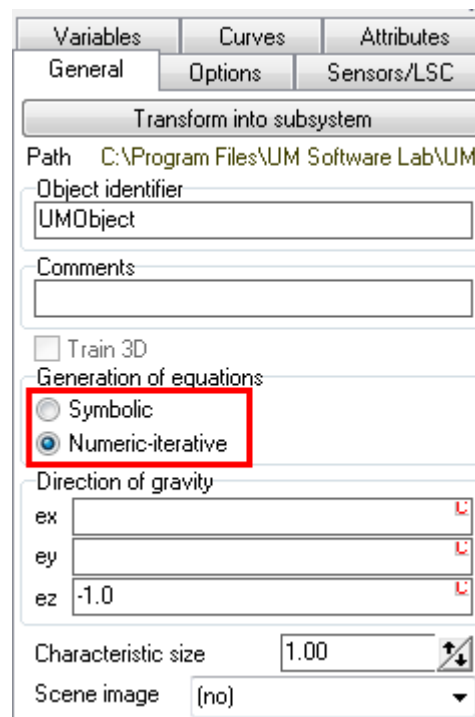 Variables Curves Attributes
General Options Sensors/LSC
Transform into subsystem
Path C:\Program Files\UM Software Lab\UM
Object identifier
UMObject
Comments
Train 3D
Generation of equations
Symbolic
Numeric-iterative
Direction of gravity
ex C
ey C
ez -1.0 C
Characteristic size 1.00
Scene image (no)